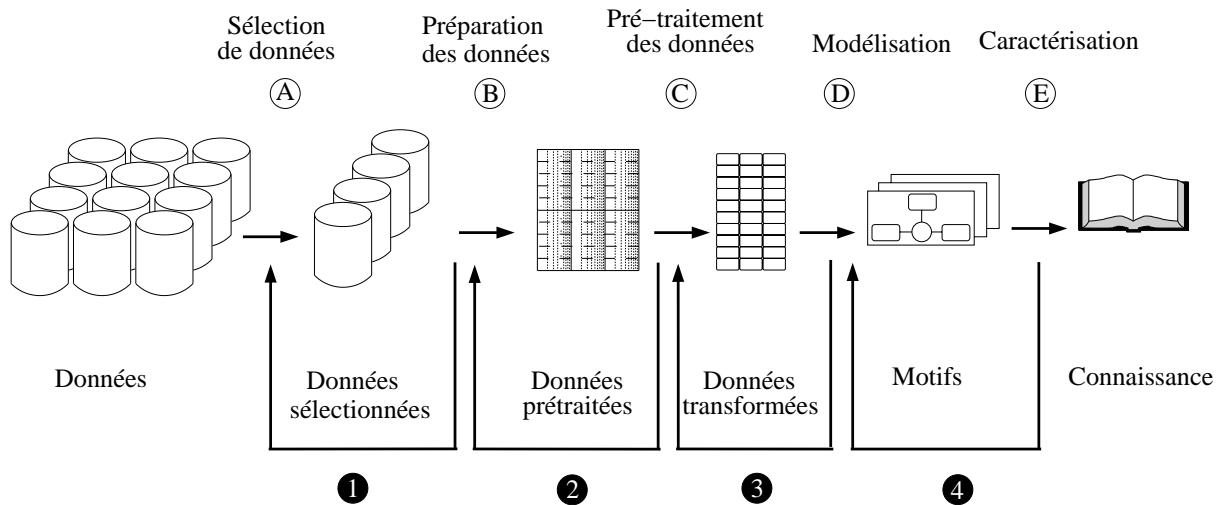 Sélection
de données
Préparation
des données
Pré−traitement
des données
Modélisation
Caractérisation
A
B
C
D
E
Données
Données
sélectionnées
Données
prétraitées
Données
transformées
Motifs
Connaissance
1
2
3
4